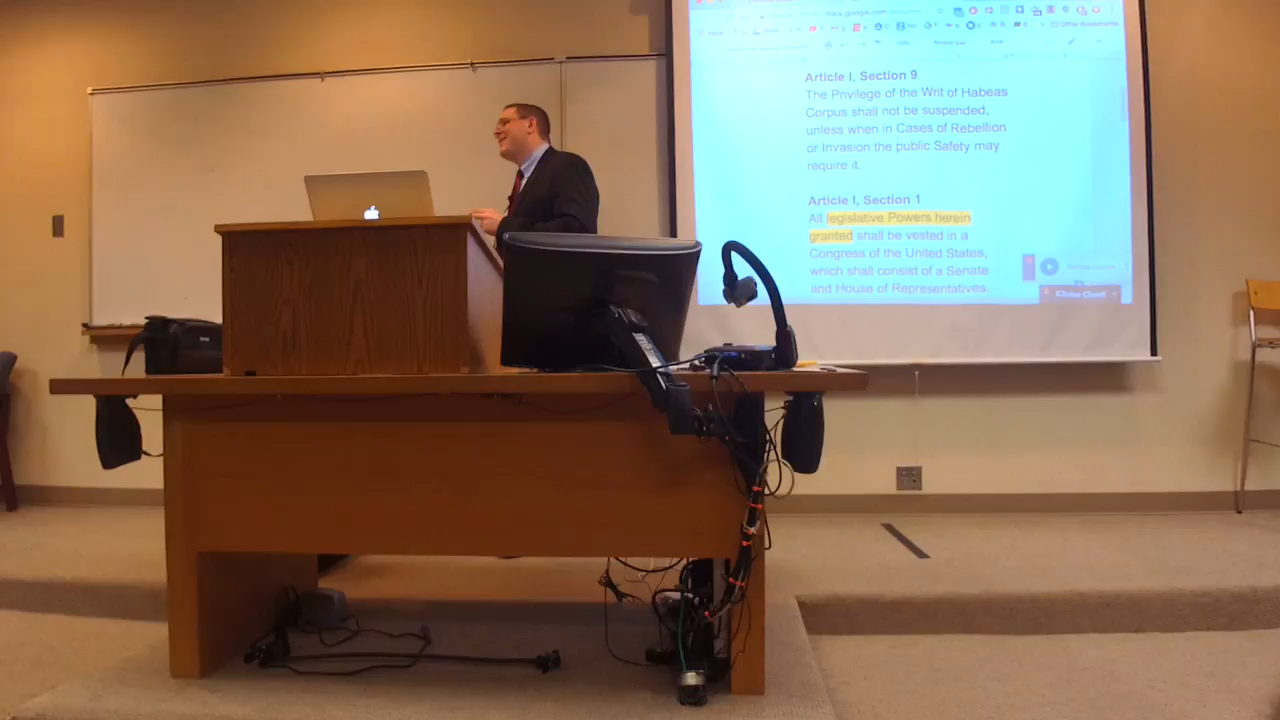 Other Bookmarks
Article I, Section 9
The Privilege of the Writ of Habeas
Corpus shall not be suspended,
unless when in Cases of Rebellion
or Invasion the public Safety may
require it.
Article I, Section 1
All legislative Powers herein
granted shall be vested in a
Congress of the United States,
which shall consist of a Senate
and House of Representatives